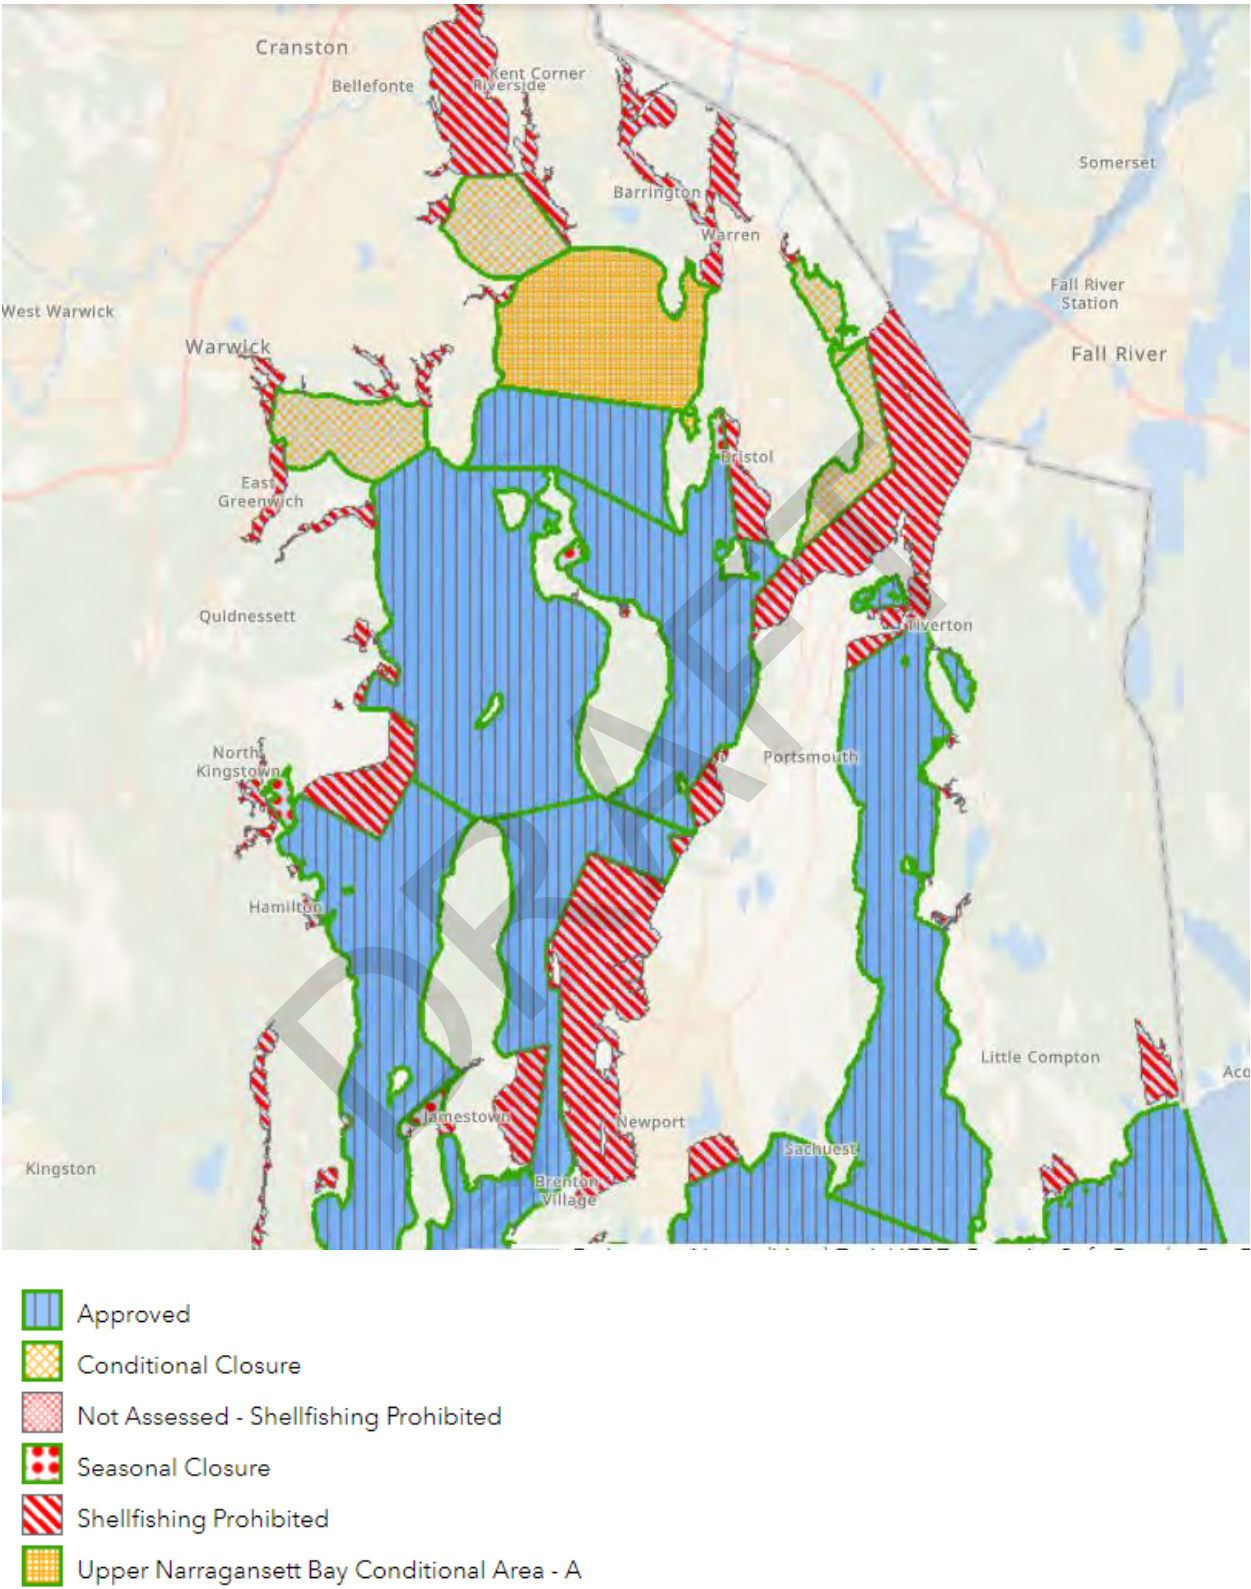 Cranston
Kent Corner
Bellefonte
Riverside
Somerset
Barrington
Warren
Fall River
Station
West Warwick
Warwick
Fall River
Bristol
East
Greenwich
Quidnessett
Tiverton
North
Kingstown
Portsmouth
Hamilton
Little Compton
Jamestown
Newport
Sachuest
Kingston
Brenton
Village
DRAFT
Approved
Conditional Closure
Not Assessed - Shellfishing Prohibited
Seasonal Closure
Shellfishing Prohibited
Upper Narragansett Bay Conditional Area - A